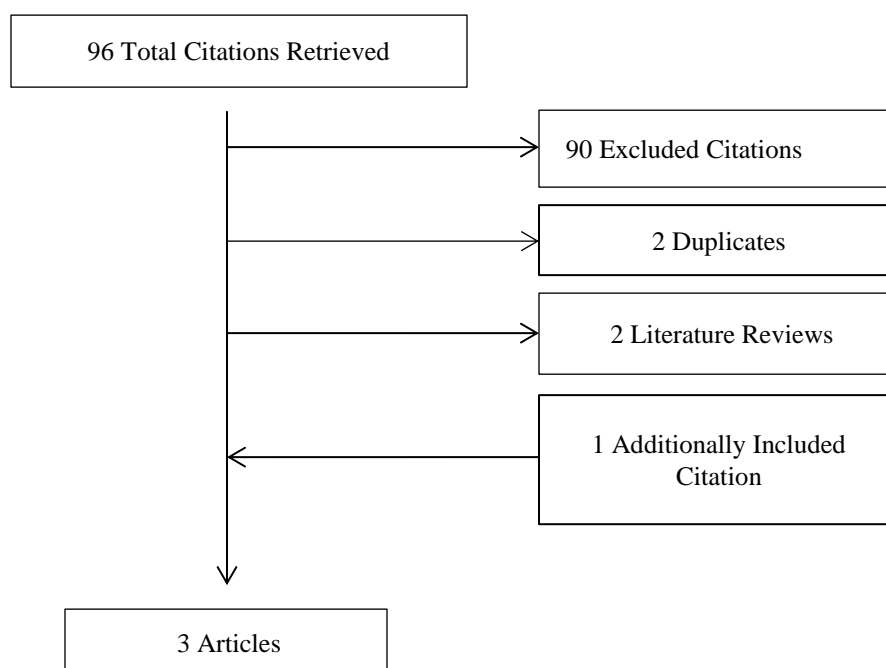 96 Total Citations Retrieved
90 Excluded Citations
2 Duplicates
2 Literature Reviews
1 Additionally Included
Citation
3 Articles